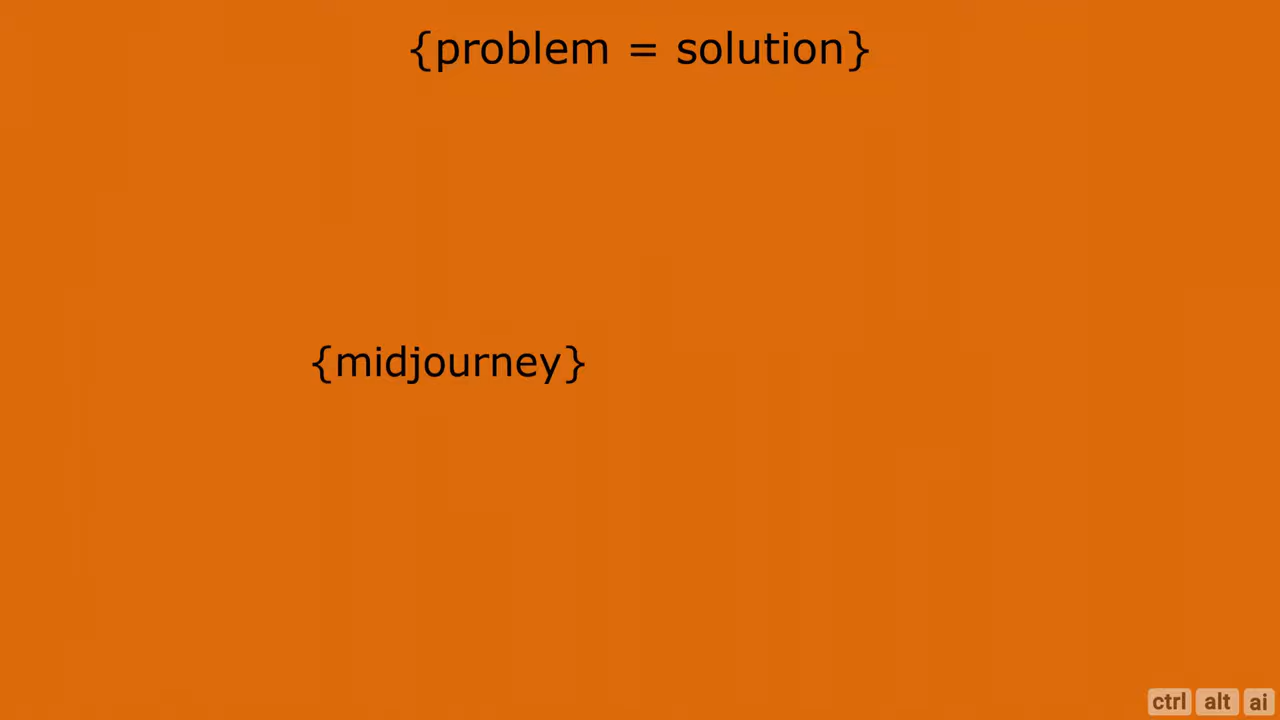 {problem = solution}
{midjourney}
ctrl alt ai